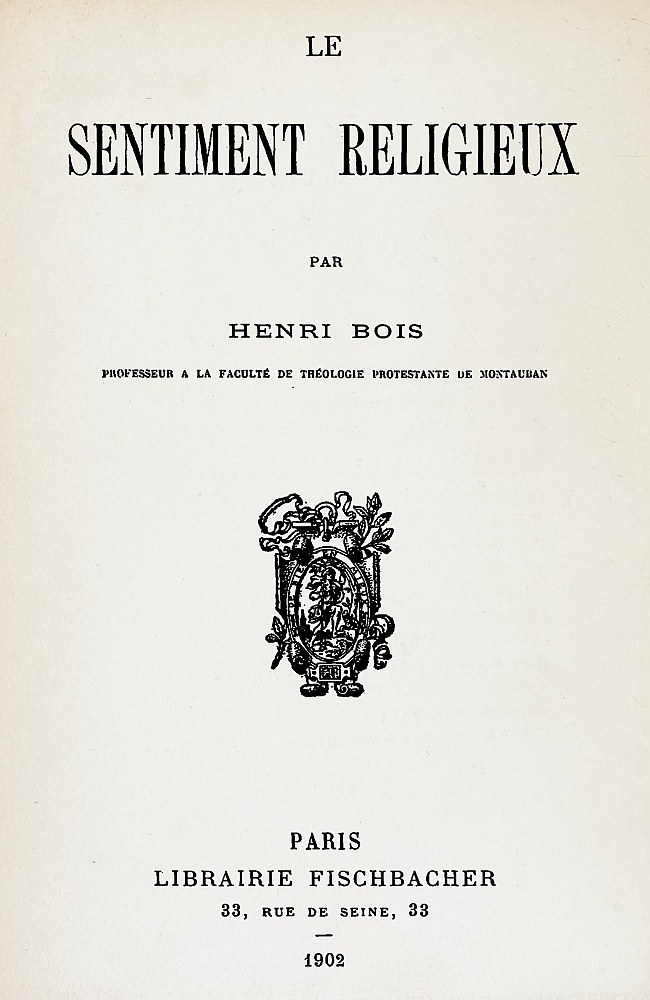 LE
SENTIMENT RELIGIEUX
PAR
HENRI BOIS
PROFESSEUR A LA FACULTÉ DE THÉOLOGIE PROTESTANTE DE MONTAUBAN
PARIS
LIBRAIRIE FISCHBACHER
33, RUE DE SEINE, 33
1902